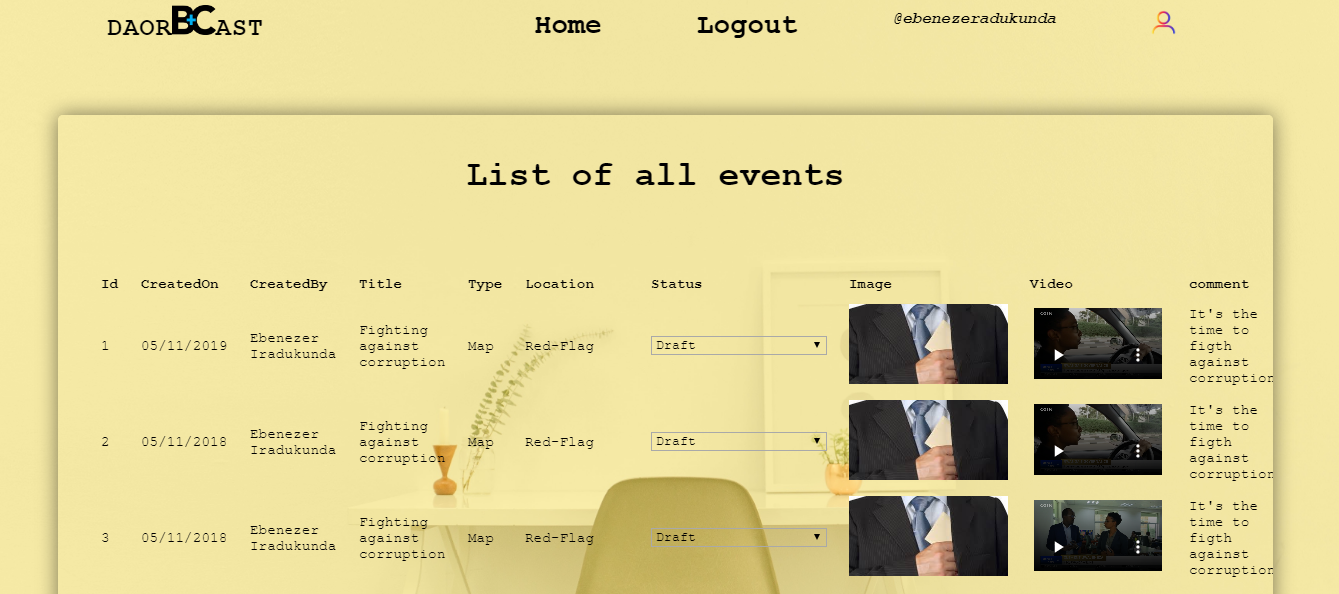 DAORBCAST Home Logout @ebenezeradukunda
List of all events
Id CreatedOn CreatedBy Title Type Location Status Image Video comment
1 05/11/2019 Ebenezer Iradukunda Fighting against corruption Map Red-Flag Draft It's the time to figth against corruption
2 05/11/2018 Ebenezer Iradukunda Fighting against corruption Map Red-Flag Draft It's the time to figth against corruption
3 05/11/2018 Ebenezer Iradukunda Fighting against corruption Map Red-Flag Draft It's the time to figth against corruption